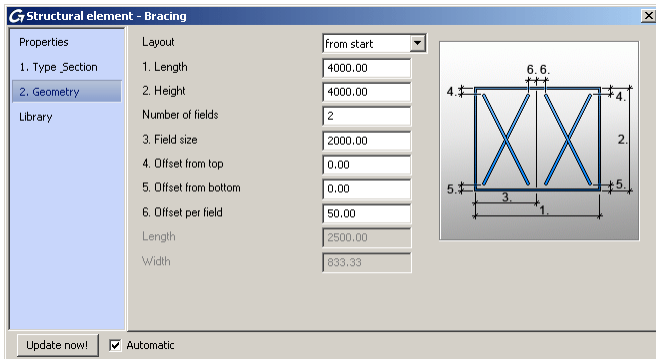 Structural element - Bracing
Properties
1. Type _Section
2. Geometry
Library
Layout from start
1. Length 4000.00
2. Height 4000.00
Number of fields 2
3. Field size 2000.00
4. Offset from top 0.00
5. Offset from bottom 0.00
6. Offset per field 50.00
Length 2500.00
Width 833.33
6. 6.
4. 4.
2.
5. 5.
3.
1.
Update now! Automatic